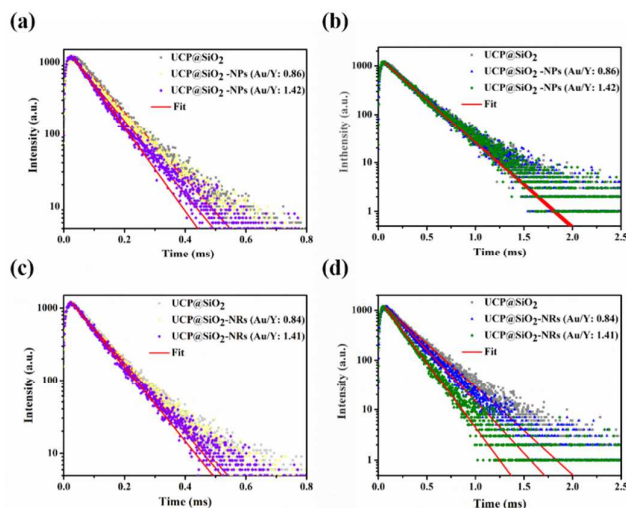 (a)
UCP@SiO2
UCP@SiO2 -NPs (Au/Y: 0.86)
UCP@SiO2 -NPs (Au/Y: 1.42)
Fit
Intensity (a.u.)
1000
100
10
0.0 0.2 0.4 0.6 0.8
Time (ms)
(b)
UCP@SiO2
UCP@SiO2 -NPs (Au/Y: 0.86)
UCP@SiO2 -NPs (Au/Y: 1.42)
Fit
Inthensity (a.u.)
1000
100
10
1
0.0 0.5 1.0 1.5 2.0 2.5
Time (ms)
(c)
UCP@SiO2
UCP@SiO2-NRs (Au/Y: 0.84)
UCP@SiO2-NRs (Au/Y: 1.41)
Fit
Intensity (a.u.)
1000
100
10
0.0 0.2 0.4 0.6 0.8
Time (ms)
(d)
UCP@SiO2
UCP@SiO2-NRs (Au/Y: 0.84)
UCP@SiO2-NRs (Au/Y: 1.41)
Fit
Intensity (a.u.)
1000
100
10
1
0.0 0.5 1.0 1.5 2.0 2.5
Time (ms)